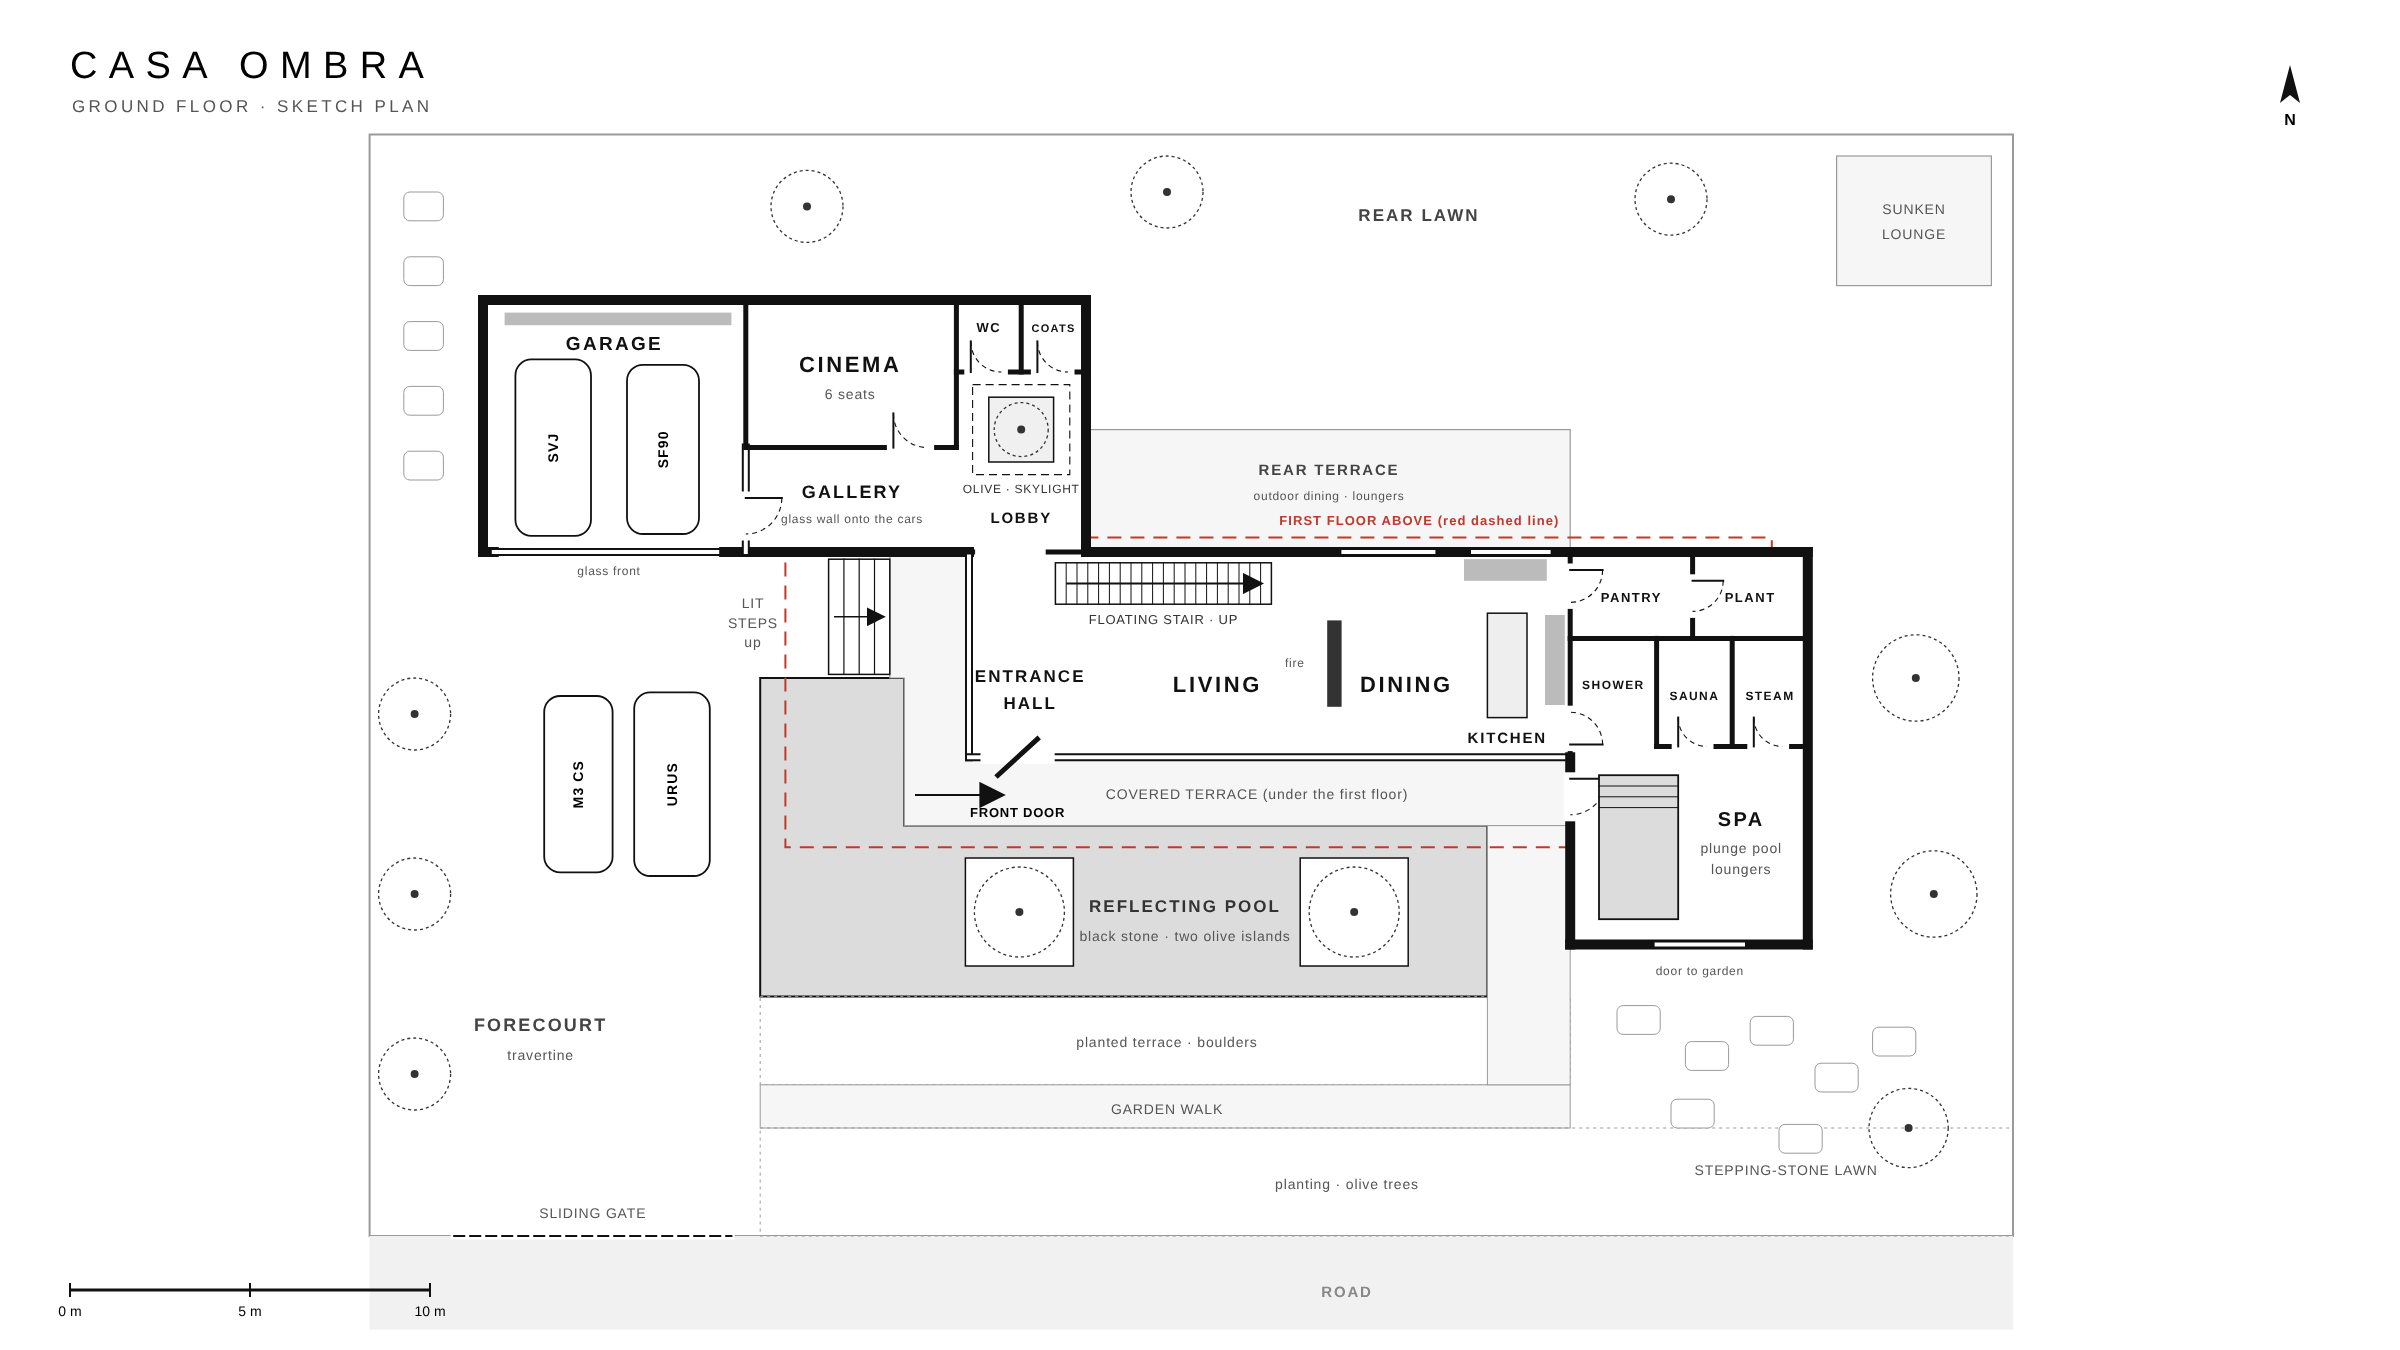 CASA OMBRA
GROUND FLOOR · SKETCH PLAN
N
REAR LAWN
SUNKEN
LOUNGE
GARAGE
SVJ
SF90
CINEMA
6 seats
WC
COATS
GALLERY
glass wall onto the cars
OLIVE · SKYLIGHT
LOBBY
REAR TERRACE
outdoor dining · loungers
FIRST FLOOR ABOVE (red dashed line)
glass front
LIT
STEPS
up
FLOATING STAIR · UP
PANTRY
PLANT
ENTRANCE
HALL
LIVING
fire
DINING
KITCHEN
SHOWER
SAUNA
STEAM
M3 CS
URUS
FRONT DOOR
COVERED TERRACE (under the first floor)
SPA
plunge pool
loungers
REFLECTING POOL
black stone · two olive islands
door to garden
FORECOURT
travertine
planted terrace · boulders
GARDEN WALK
STEPPING-STONE LAWN
planting · olive trees
SLIDING GATE
ROAD
0 m
5 m
10 m